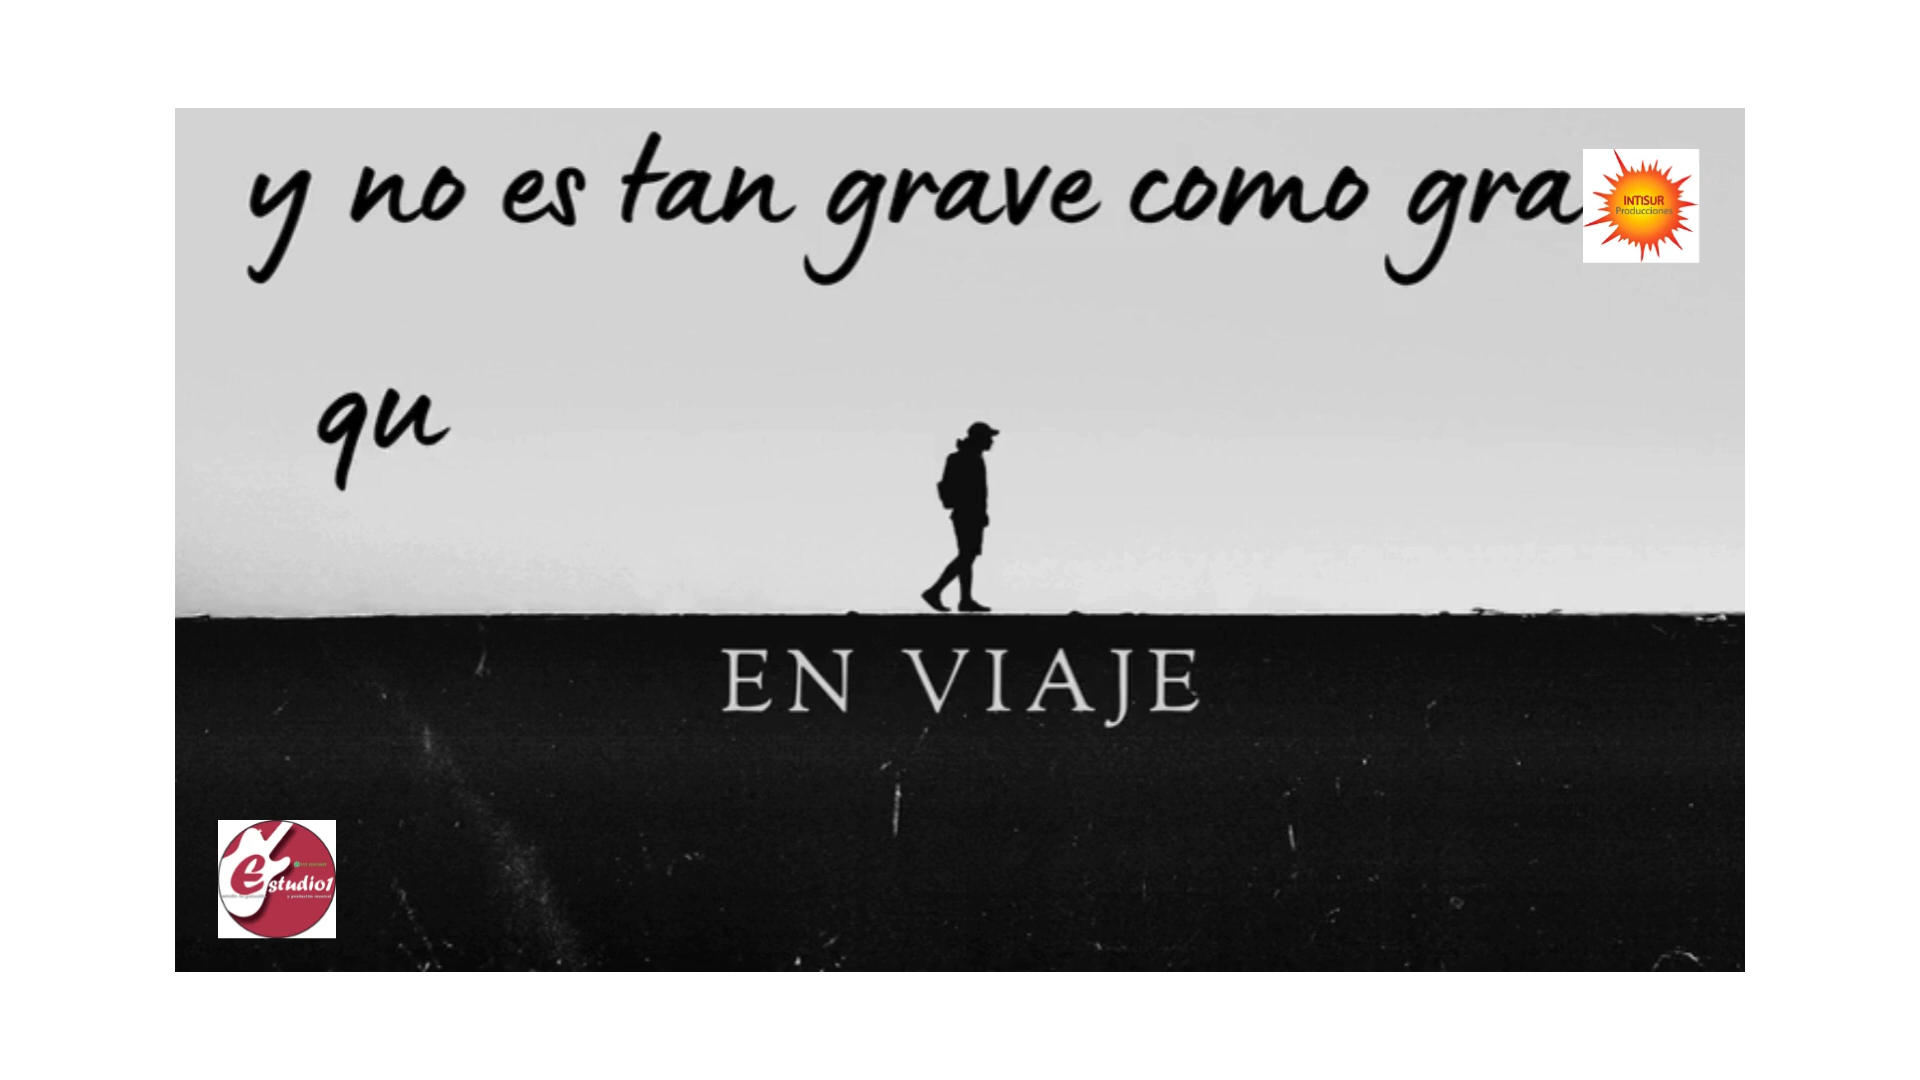 y no es tan grave como gra
INTISUR
Producciones
qu
EN VIAJE
estudio1